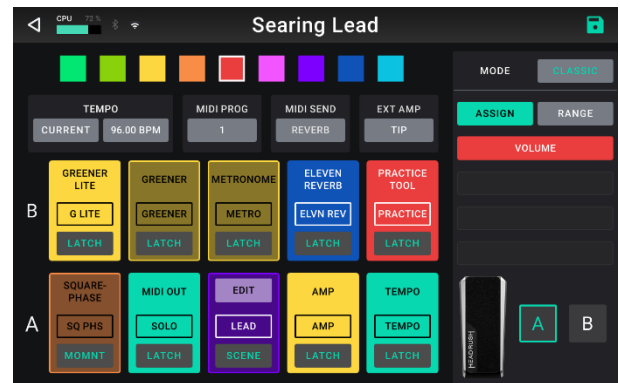 CPU 73 %
Searing Lead
MODE CLASSIC
TEMPO MIDI PROG MIDI SEND EXT AMP
CURRENT 96.00 BPM 1 REVERB TIP
ASSIGN RANGE
VOLUME
B
GREENER
LITE
G LITE
LATCH
GREENER
GREENER
LATCH
METRONOME
METRO
LATCH
ELEVEN
REVERB
ELVN REV
LATCH
PRACTICE
TOOL
PRACTICE
LATCH
A
SQUARE-
PHASE
SQ PHS
MOMNT
MIDI OUT
SOLO
LATCH
EDIT
LEAD
SCENE
AMP
AMP
LATCH
TEMPO
TEMPO
LATCH
HEADRUSH
A B